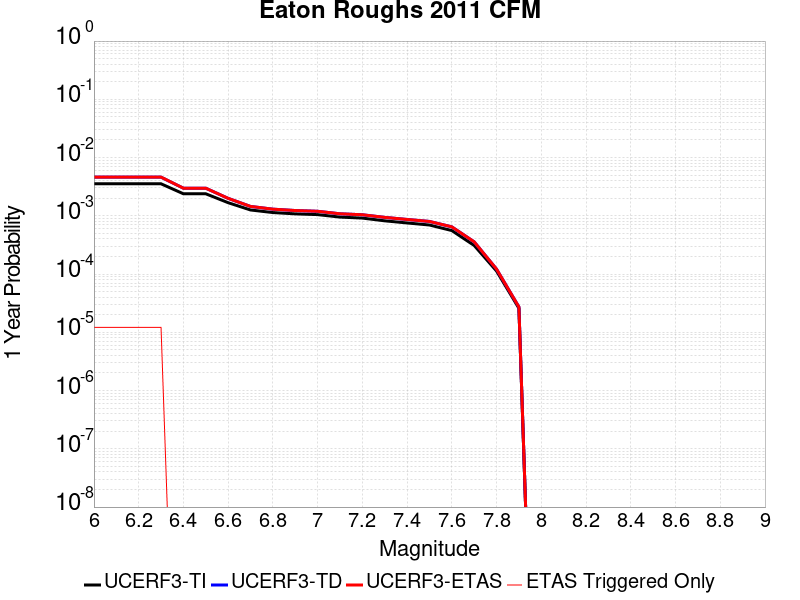 Eaton Roughs 2011 CFM
10 0
10 -1
10 -2
10 -3
10 -4
10 -5
10 -6
10 -7
10 -8
1 Year Probability
6 6.2 6.4 6.6 6.8 7 7.2 7.4 7.6 7.8 8 8.2 8.4 8.6 8.8 9
Magnitude
UCERF3-TI UCERF3-TD UCERF3-ETAS ETAS Triggered Only